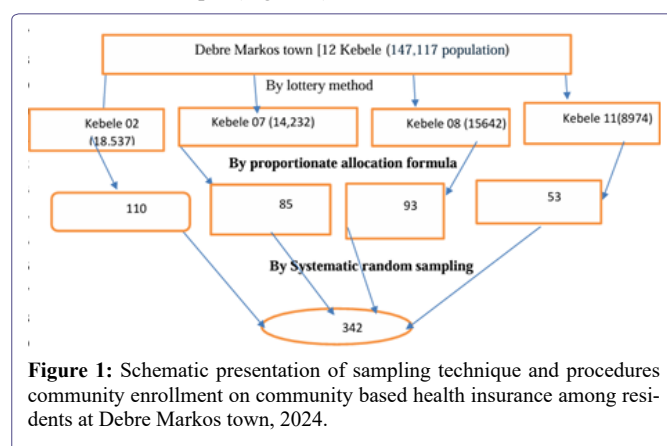 Debre Markos town [12 Kebele (147,117 population)
By lottery method
Kebele 02 (18.537)
Kebele 07 (14,232)
Kebele 08 (15642)
Kebele 11(8974)
By proportionate allocation formula
110
85
93
53
By Systematic random sampling
342
Figure 1: Schematic presentation of sampling technique and procedures
community enrollment on community based health insurance among resi-
dents at Debre Markos town, 2024.